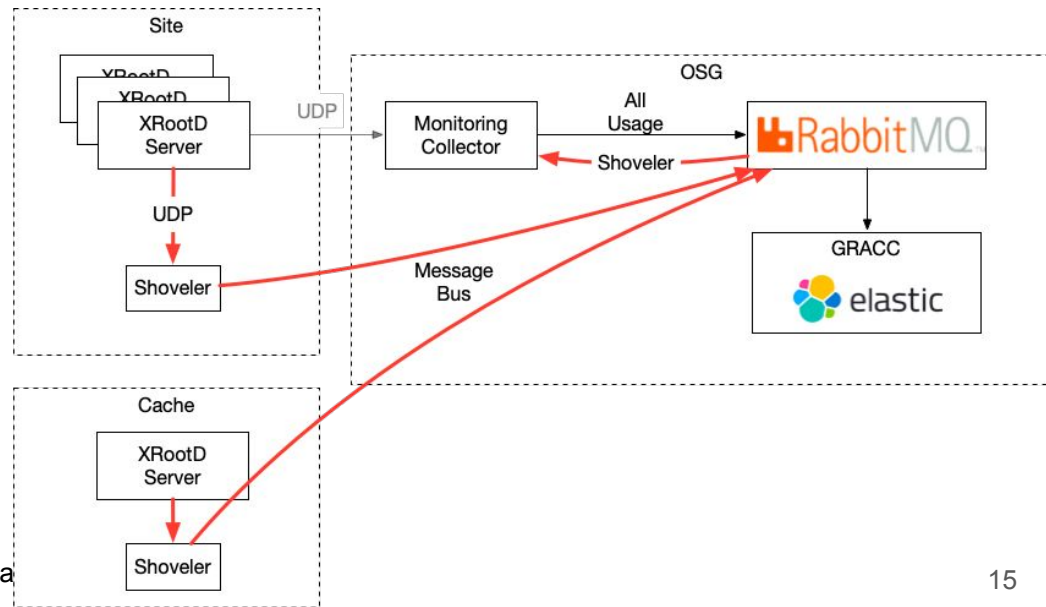 Site
XRootD
XRootD
XRootD
Server
UDP
Shoveler
UDP
OSG
Monitoring
Collector
All
Usage
Shoveler
RabbitMQ
Message
Bus
GRACC
elastic
Cache
XRootD
Server
Shoveler
a
15